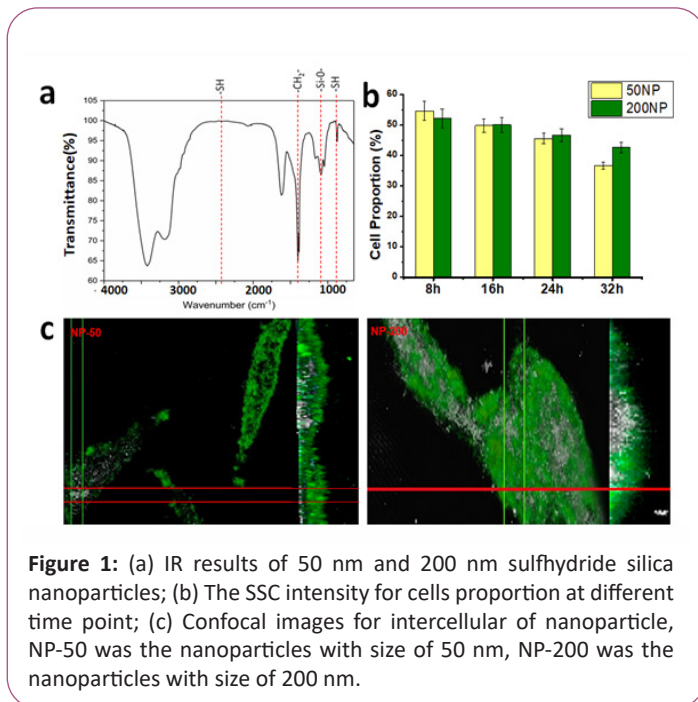 a
-SH
-CH₂-
-Si-O-
-SH
Transmittance(%)
105
100
95
90
85
80
75
70
65
60
4000
3000
2000
1000
Wavenumber (cm⁻¹)
b
50NP
200NP
Cell Proportion (%)
60
50
40
30
20
10
0
8h
16h
24h
32h
c
NP-50
NP-200
Figure 1: (a) IR results of 50 nm and 200 nm sulfhydride silica
nanoparticles; (b) The SSC intensity for cells proportion at different
time point; (c) Confocal images for intercellular of nanoparticle,
NP-50 was the nanoparticles with size of 50 nm, NP-200 was the
nanoparticles with size of 200 nm.